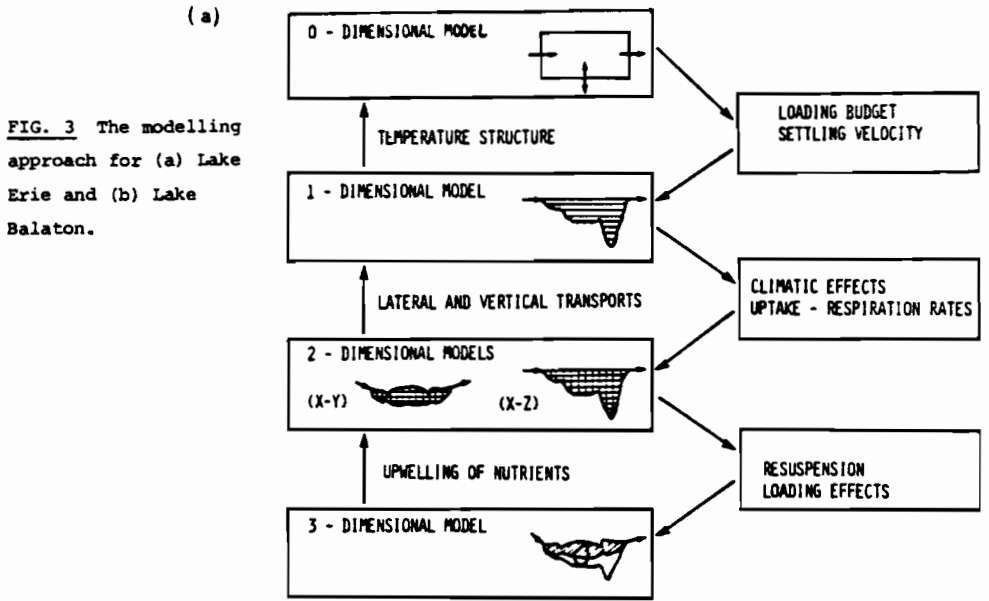 (a)
0 - DIMENSIONAL MODEL
FIG. 3 The modelling
approach for (a) Lake
Erie and (b) Lake
Balaton.
TEMPERATURE STRUCTURE
LOADING BUDGET
SETTLING VELOCITY
1 - DIMENSIONAL MODEL
LATERAL AND VERTICAL TRANSPORTS
CLIMATIC EFFECTS
UPTAKE - RESPIRATION RATES
2 - DIMENSIONAL MODELS
(X-Y) (X-Z)
UPWELLING OF NUTRIENTS
RESUSPENSION
LOADING EFFECTS
3 - DIMENSIONAL MODEL